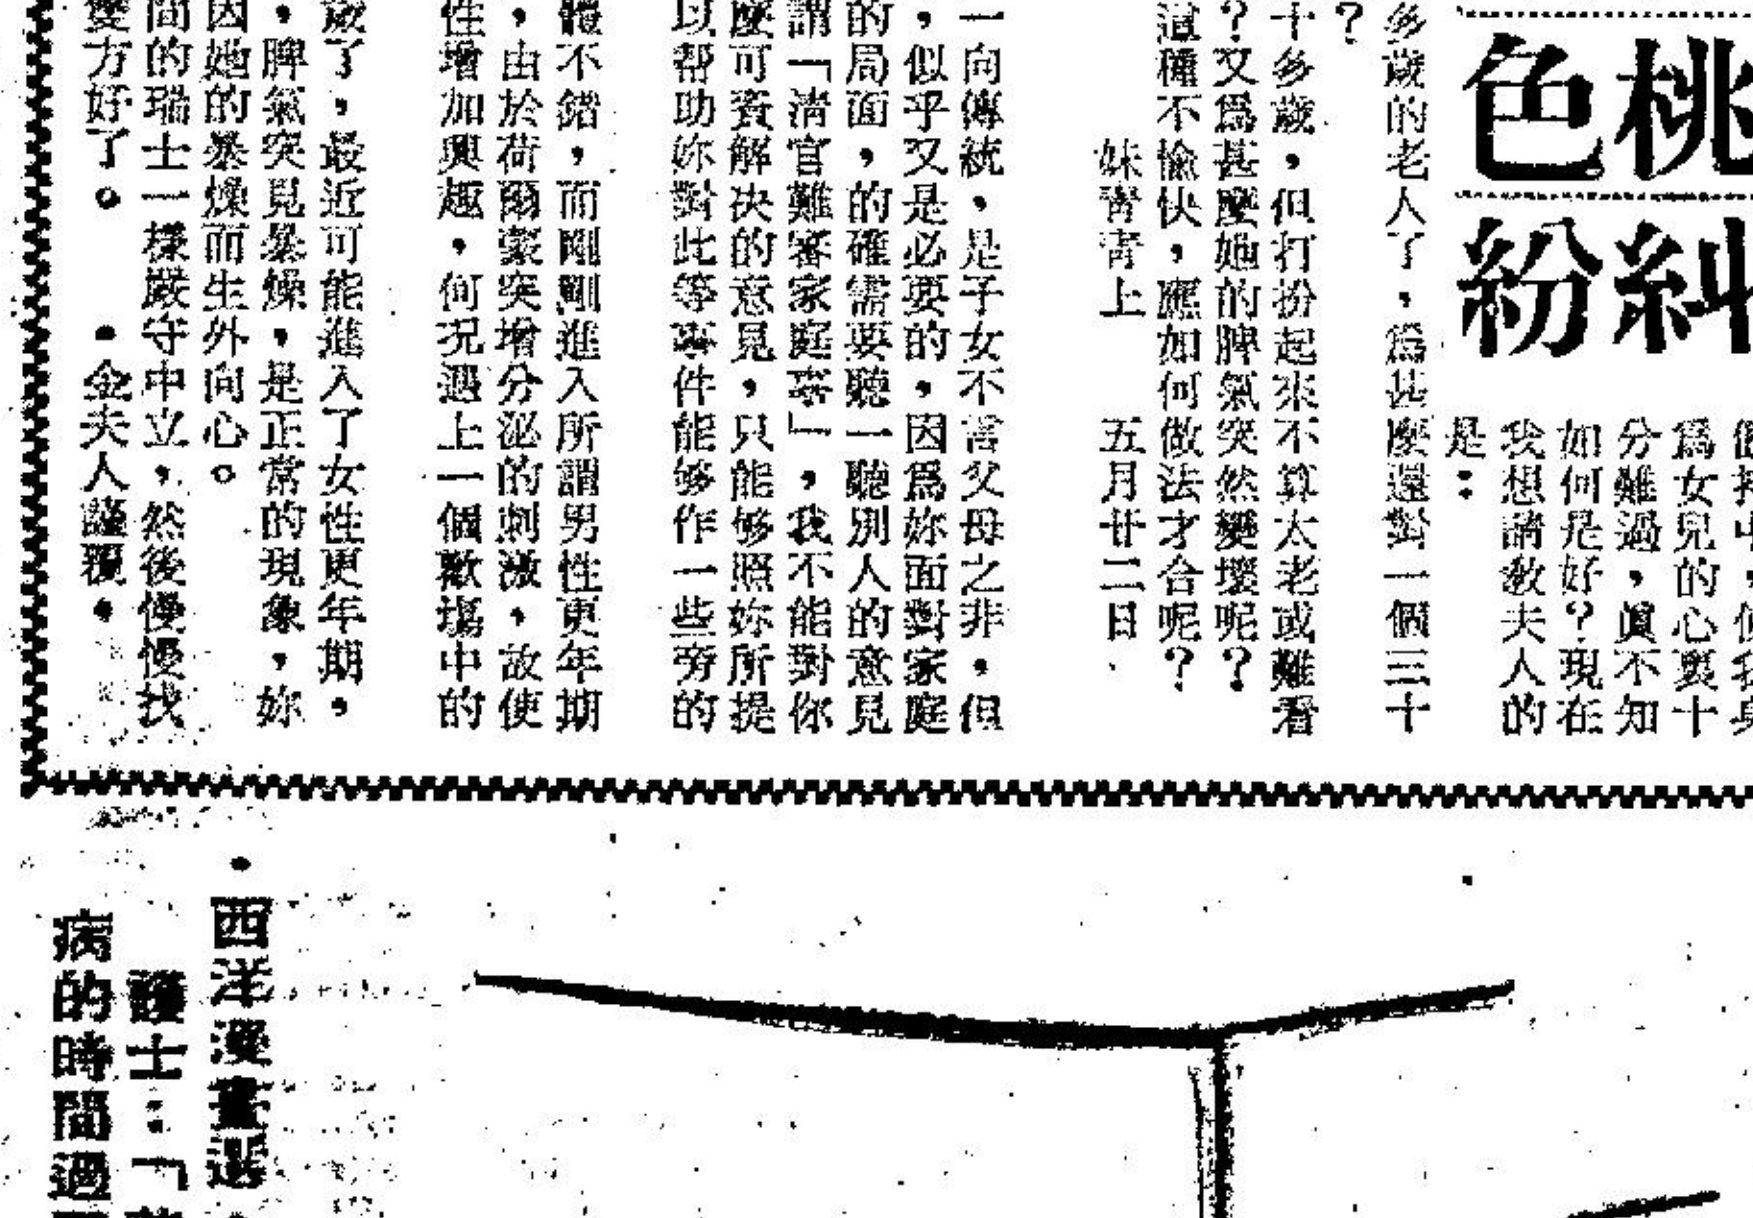 桃色
糾紛
為女兒的心裏十
分難過，眞不知
如何是好？現在
我想請敎夫人的
是：
多歲的老人了，爲甚麼還對一個三十
？
十多歲，但打扮起來不算太老或難看
？又爲甚麼她的脾氣突然變壞呢？
這種不愉快，應如何做法才合呢？
妹靑靑上　五月廿二日
一向傳統，是子女不言父母之非，但
，似乎又是必要的，因爲妳面對家庭
的局面，的確需要聽一聽別人的意見
謂「淸官難審家庭事」，我不能對你
麼可資解决的意見，只能够照妳所提
以帮助妳對此等事件能够作一些旁的
體不錯，而剛剛進入所謂男性更年期
，由於荷爾蒙突增分泌的刺激，故使
性增加興趣，何况遇上一個歡塲中的
歲了，最近可能進入了女性更年期，
，脾氣突見暴燥，是正常的現象，妳
因她的暴燥而生外向心。
間的瑞士一樣嚴守中立，然後慢慢找
雙方好了。　•金夫人謹覆•
•西洋漫畫選•
護士：「
病的時間過